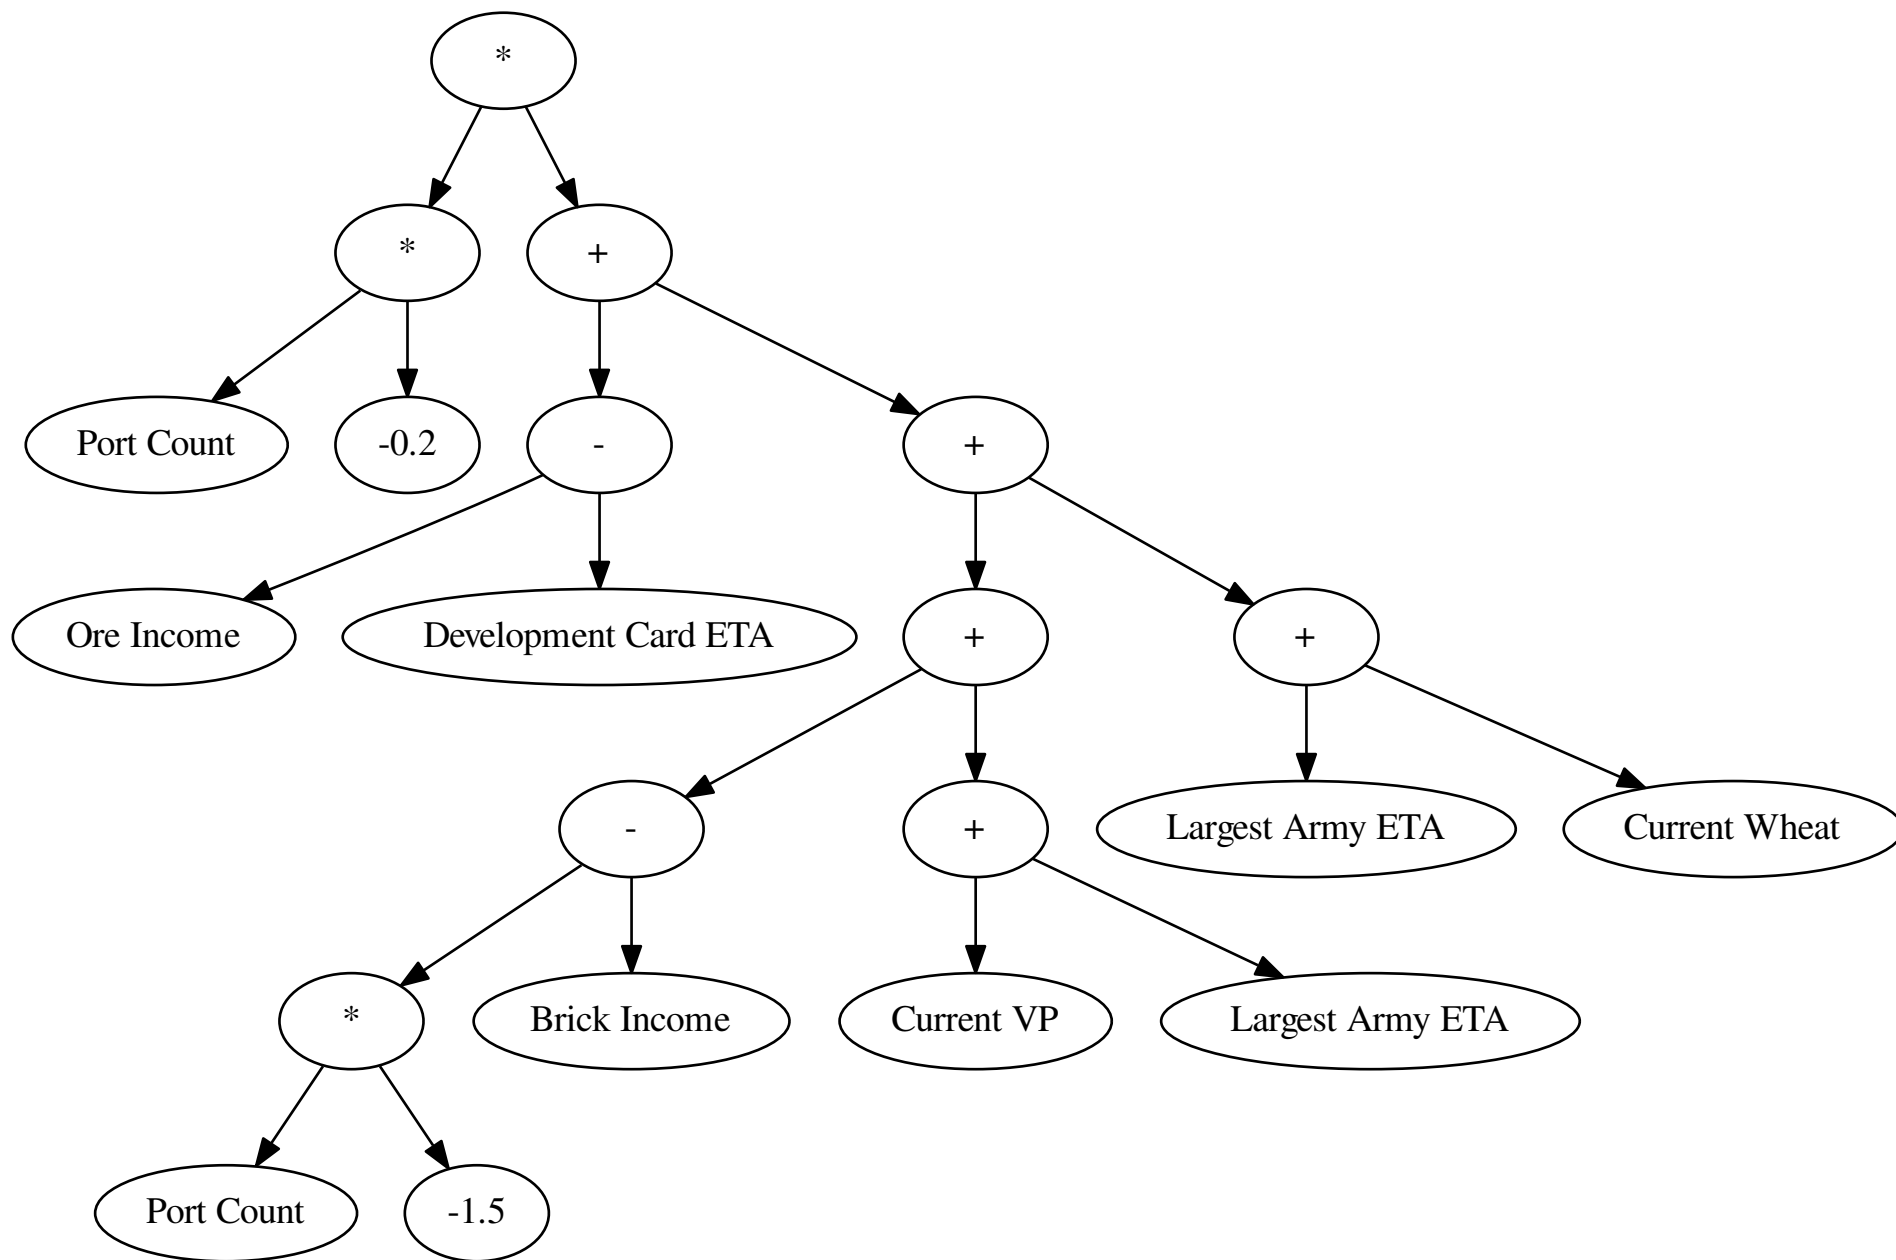 *
*
+
Port Count
-0.2
-
+
Ore Income
Development Card ETA
+
+
-
+
Largest Army ETA
Current Wheat
*
Brick Income
Current VP
Largest Army ETA
Port Count
-1.5